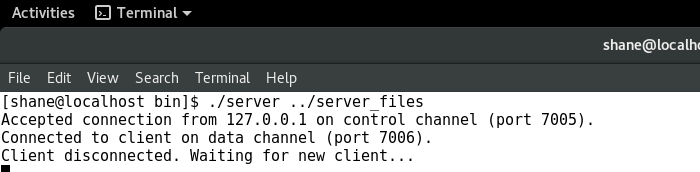 Activities Terminal
shane@localho
File Edit View Search Terminal Help
[shane@localhost bin]$ ./server ../server_files
Accepted connection from 127.0.0.1 on control channel (port 7005).
Connected to client on data channel (port 7006).
Client disconnected. Waiting for new client...